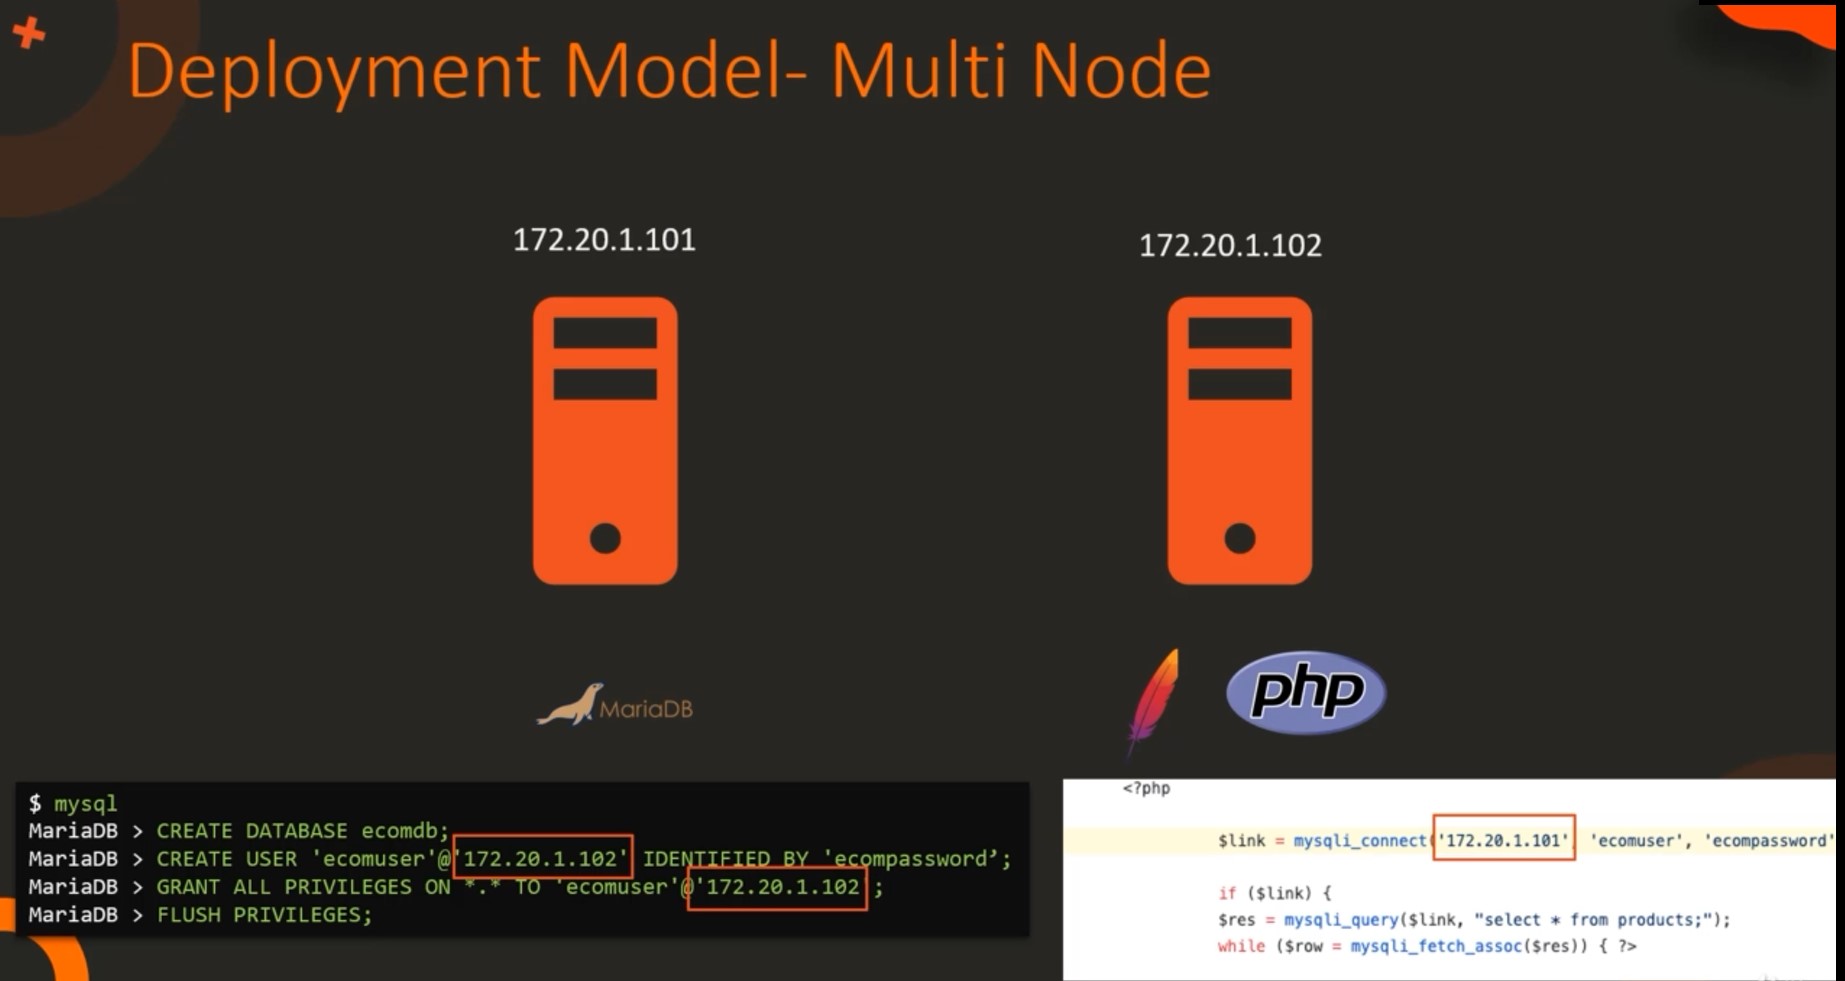 Deployment Model- Multi Node
172.20.1.101
172.20.1.102
MariaDB
php
$ mysql
MariaDB > CREATE DATABASE ecomdb;
MariaDB > CREATE USER 'ecomuser'@'172.20.1.102' IDENTIFIED BY 'ecompassword’;
MariaDB > GRANT ALL PRIVILEGES ON *.* TO 'ecomuser'@'172.20.1.102';
MariaDB > FLUSH PRIVILEGES;
<?php
$link = mysqli_connect('172.20.1.101', 'ecomuser', 'ecompassword'
if ($link) {
$res = mysqli_query($link, "select * from products;");
while ($row = mysqli_fetch_assoc($res)) { ?>